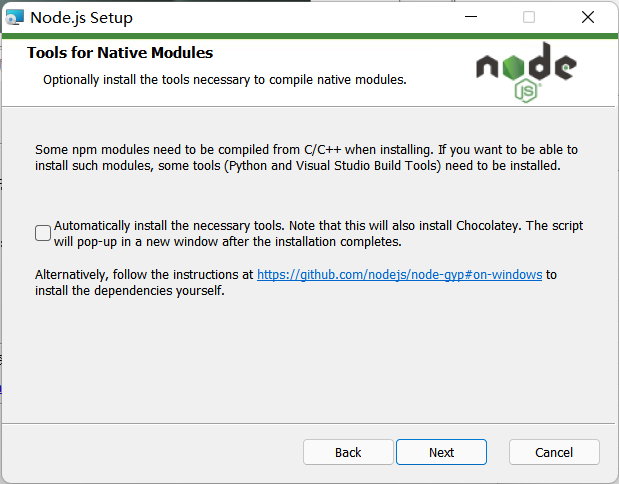 Node.js Setup
Tools for Native Modules
Optionally install the tools necessary to compile native modules.
node
JS
Some npm modules need to be compiled from C/C++ when installing. If you want to be able to
install such modules, some tools (Python and Visual Studio Build Tools) need to be installed.
Automatically install the necessary tools. Note that this will also install Chocolatey. The script
will pop-up in a new window after the installation completes.
Alternatively, follow the instructions at https://github.com/nodejs/node-gyp#on-windows to
install the dependencies yourself.
Back
Next
Cancel